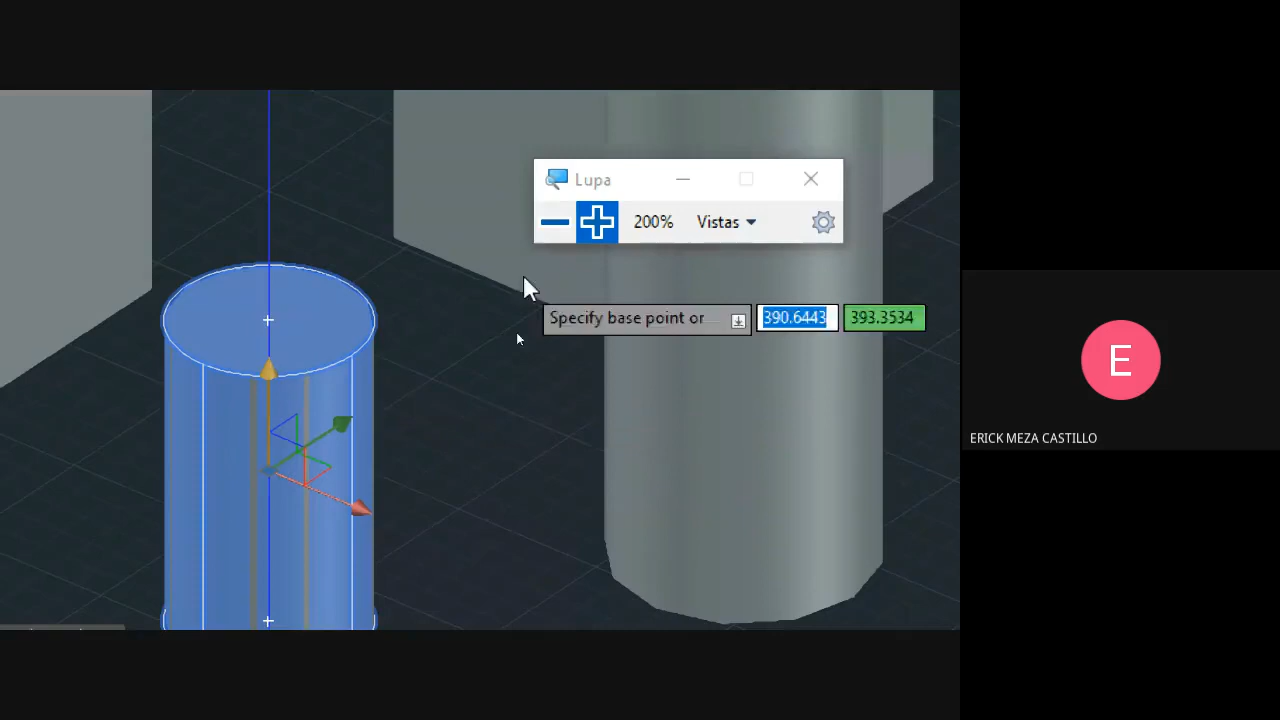 Lupa
200% Vistas
Specify base point or 390.6443 393.3534
E
ERICK MEZA CASTILLO